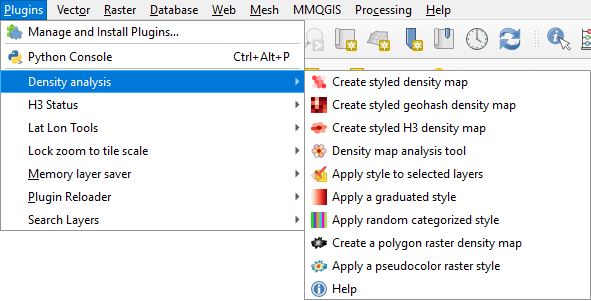 Plugins Vector Raster Database Web Mesh MMQGIS Processing Help
Manage and Install Plugins...
Python Console Ctrl+Alt+P
Density analysis
H3 Status
Lat Lon Tools
Lock zoom to tile scale
Memory layer saver
Plugin Reloader
Search Layers
Create styled density map
Create styled geohash density map
Create styled H3 density map
Density map analysis tool
Apply style to selected layers
Apply a graduated style
Apply random categorized style
Create a polygon raster density map
Apply a pseudocolor raster style
Help